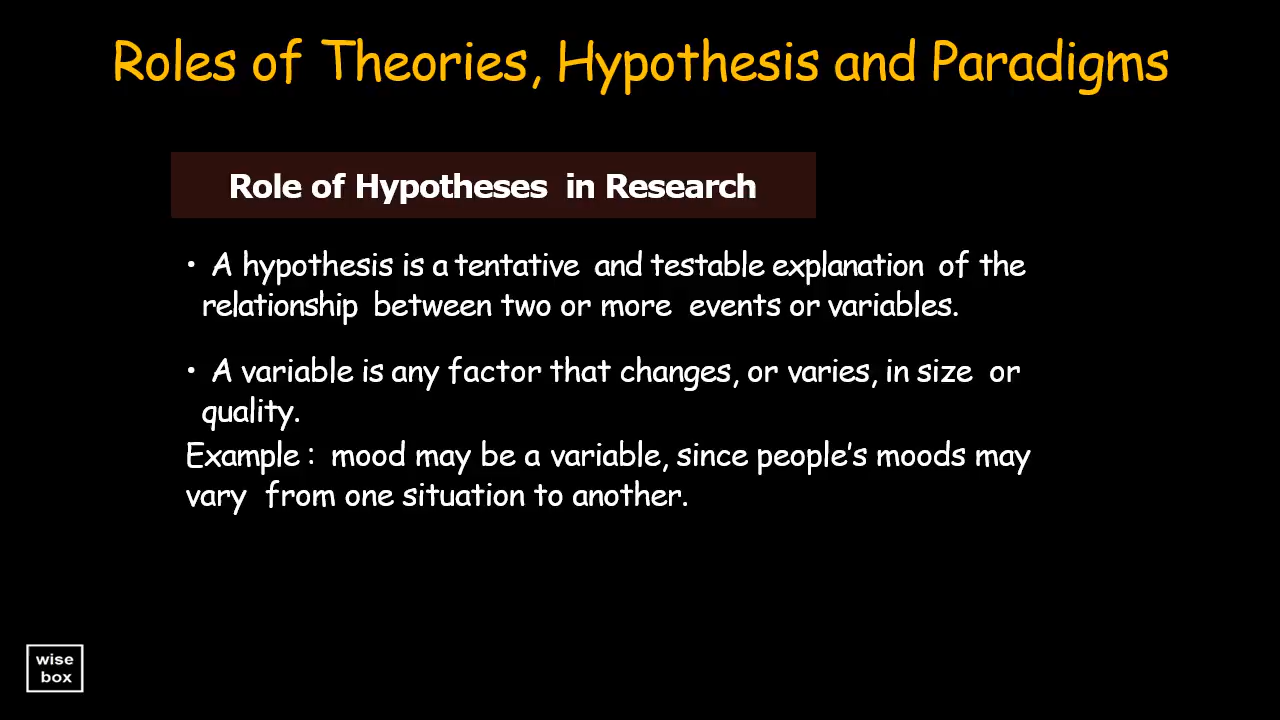 Roles of Theories, Hypothesis and Paradigms
Role of Hypotheses in Research
• A hypothesis is a tentative and testable explanation of the
relationship between two or more events or variables.
• A variable is any factor that changes, or varies, in size or
quality.
Example : mood may be a variable, since people's moods may
vary from one situation to another.
wise
box